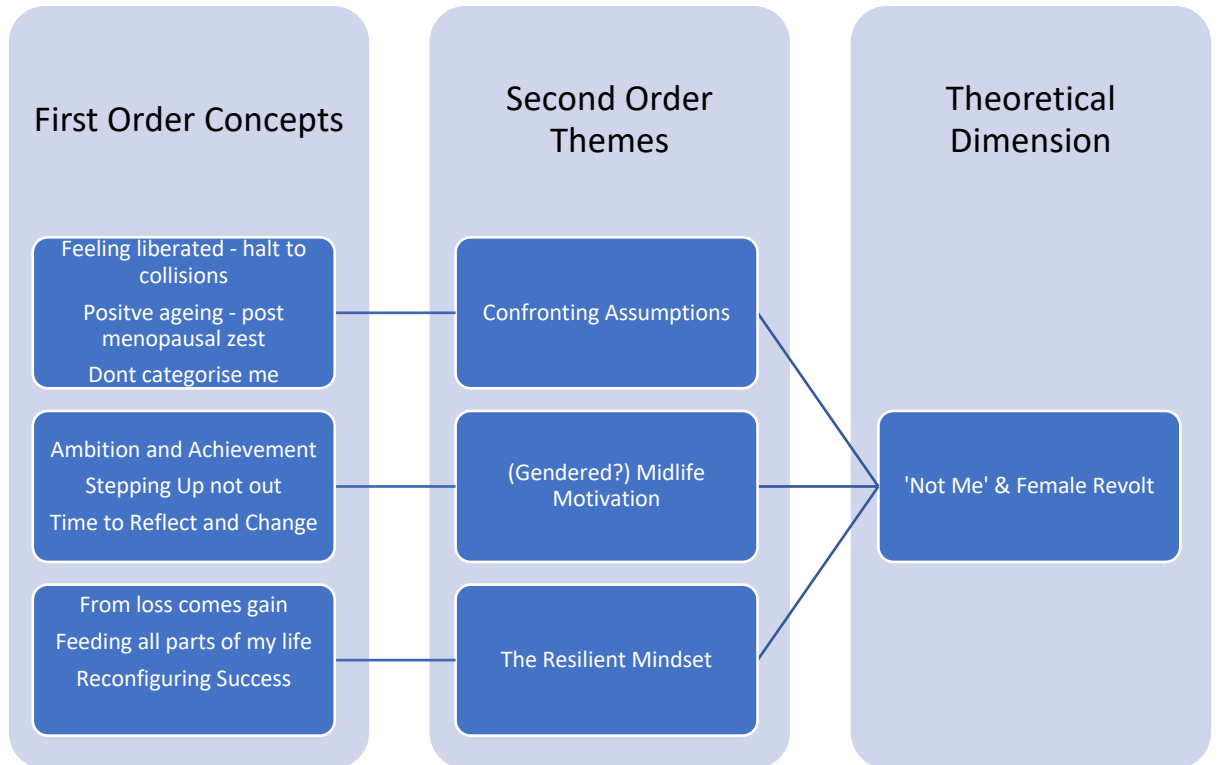 First Order Concepts
Feeling liberated - halt to
collisions
Positve ageing - post
menopausal zest
Dont categorise me
Ambition and Achievement
Stepping Up not out
Time to Reflect and Change
From loss comes gain
Feeding all parts of my life
Reconfiguring Success
Second Order
Themes
Confronting Assumptions
(Gendered?) Midlife
Motivation
The Resilient Mindset
Theoretical
Dimension
'Not Me' & Female Revolt